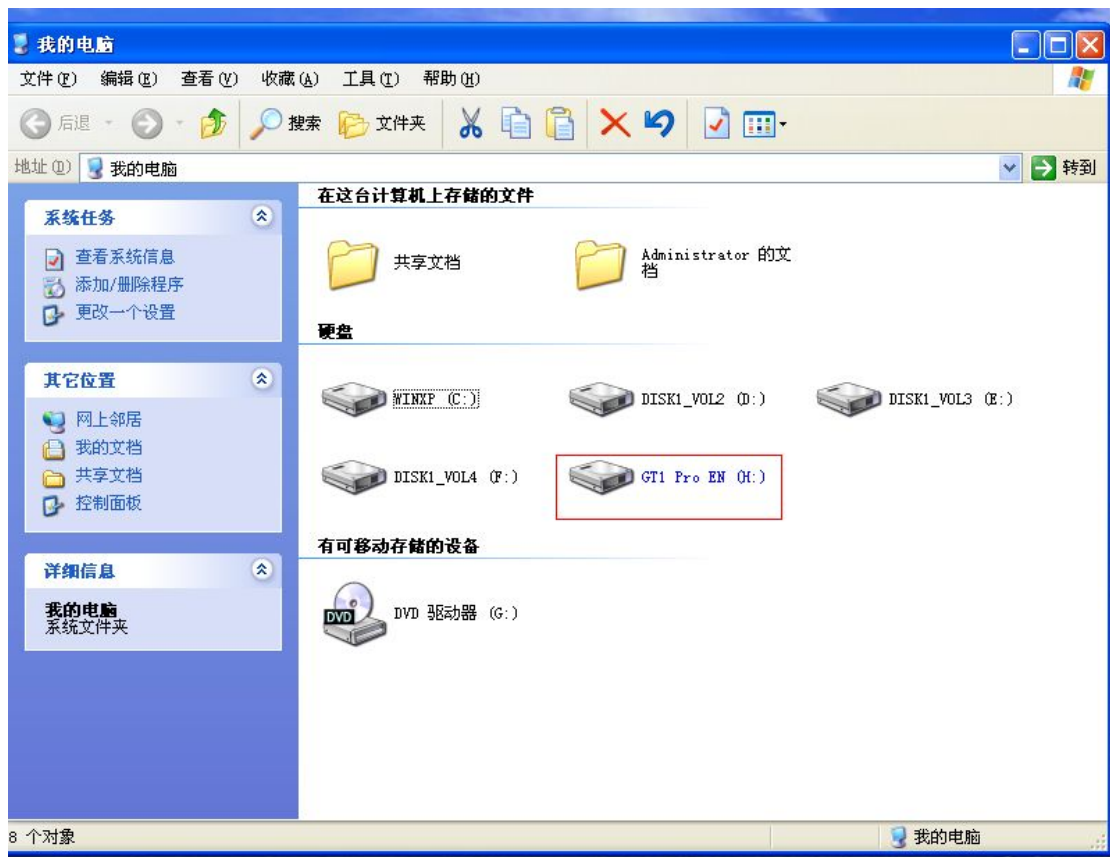 我的电脑
文件(F) 编辑(E) 查看(V) 收藏(A) 工具(T) 帮助(H)
后退 搜索 文件夹
地址(D) 我的电脑 转到
系统任务
查看系统信息
添加/删除程序
更改一个设置
其它位置
网上邻居
我的文档
共享文档
控制面板
详细信息
我的电脑
系统文件夹
在这台计算机上存储的文件
共享文档
Administrator 的文
档
硬盘
WINXP (C:)
DISK1_VOL2 (D:)
DISK1_VOL3 (E:)
DISK1_VOL4 (F:)
GT1 Pro EN (H:)
有可移动存储的设备
DVD
DVD 驱动器 (G:)
8 个对象
我的电脑